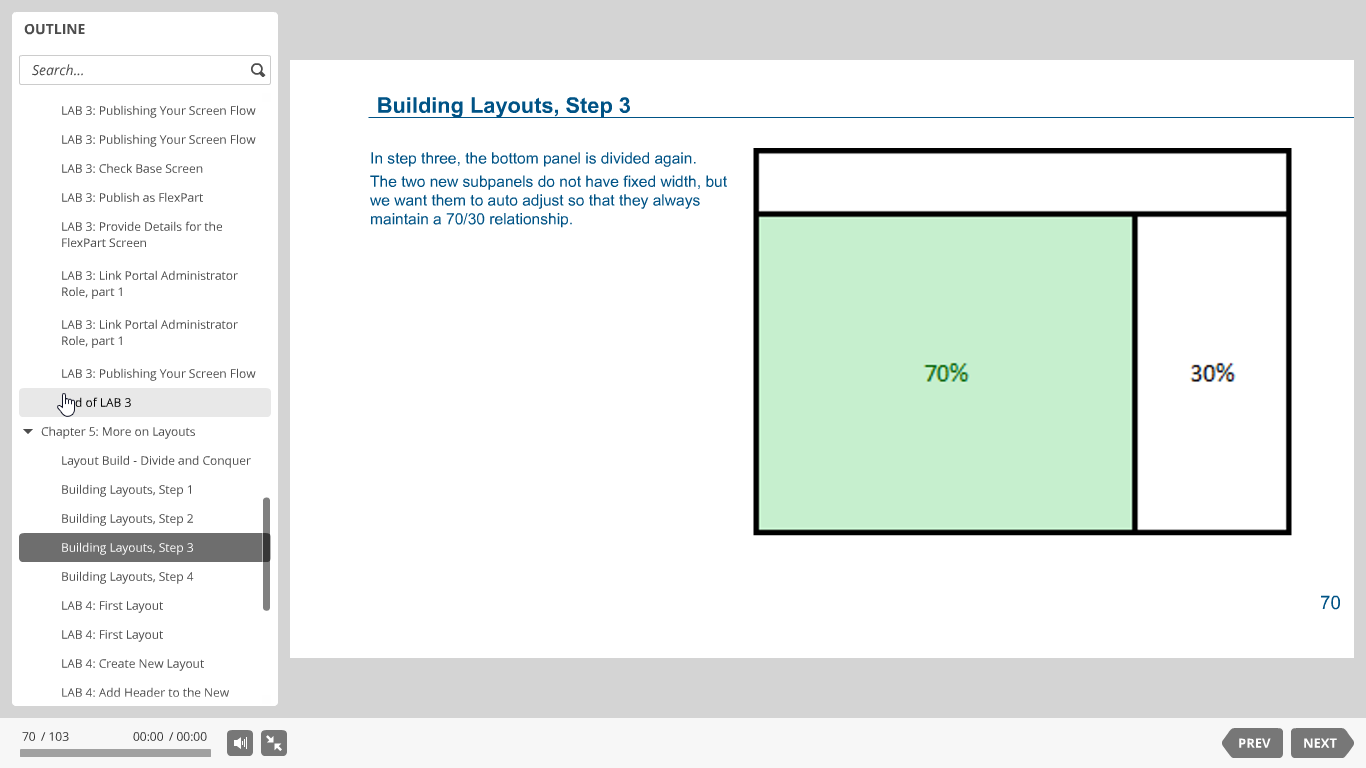 OUTLINE
Search...
LAB 3: Publishing Your Screen Flow
LAB 3: Publishing Your Screen Flow
LAB 3: Check Base Screen
LAB 3: Publish as FlexPart
LAB 3: Provide Details for the
FlexPart Screen
LAB 3: Link Portal Administrator
Role, part 1
LAB 3: Link Portal Administrator
Role, part 1
LAB 3: Publishing Your Screen Flow
of LAB 3
Chapter 5: More on Layouts
Layout Build - Divide and Conquer
Building Layouts, Step 1
Building Layouts, Step 2
Building Layouts, Step 3
Building Layouts, Step 4
LAB 4: First Layout
LAB 4: First Layout
LAB 4: Create New Layout
LAB 4: Add Header to the New
Building Layouts, Step 3
In step three, the bottom panel is divided again.
The two new subpanels do not have fixed width, but
we want them to auto adjust so that they always
maintain a 70/30 relationship.
70%
30%
70
70 / 103
00:00 / 00:00
PREV
NEXT